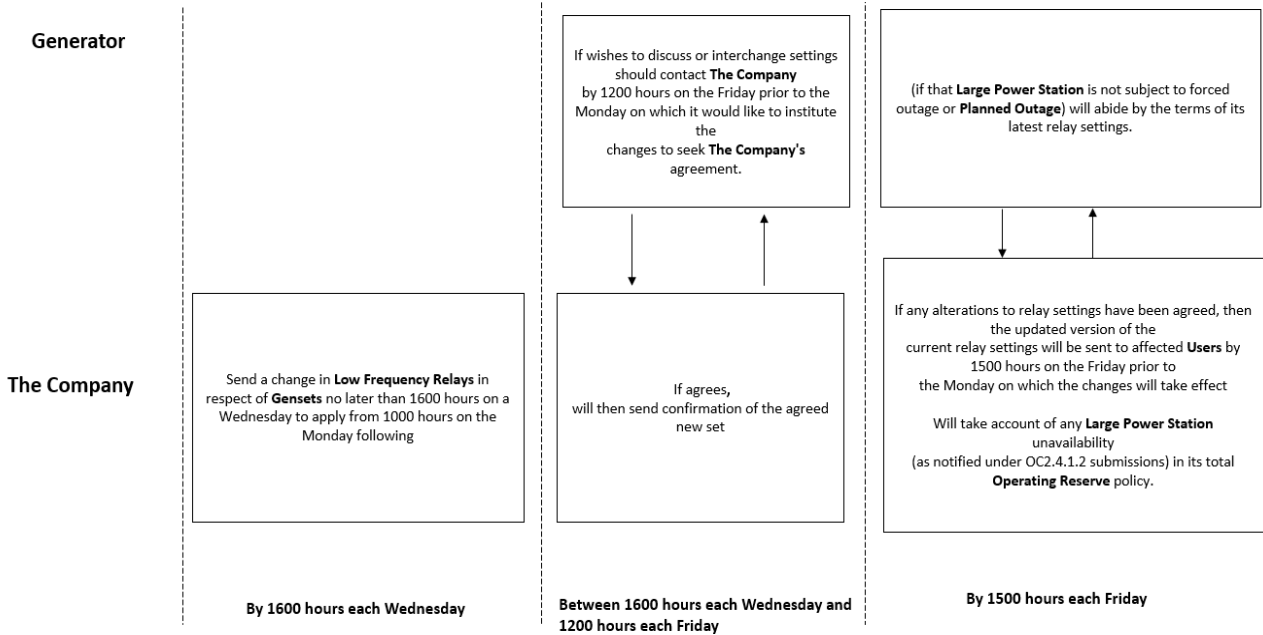 Generator
If wishes to discuss or interchange settings
should contact The Company
by 1200 hours on the Friday prior to the
Monday on which it would like to institute
the
changes to seek The Company's
agreement.
(if that Large Power Station is not subject to forced
outage or Planned Outage) will abide by the terms of its
latest relay settings.
The Company
Send a change in Low Frequency Relays in
respect of Gensets no later than 1600 hours on a
Wednesday to apply from 1000 hours on the
Monday following
If agrees,
will then send confirmation of the agreed
new set
If any alterations to relay settings have been agreed, then
the updated version of the
current relay settings will be sent to affected Users by
1500 hours on the Friday prior to
the Monday on which the changes will take effect
Will take account of any Large Power Station
unavailability
(as notified under OC2.4.1.2 submissions) in its total
Operating Reserve policy.
By 1600 hours each Wednesday
Between 1600 hours each Wednesday and
1200 hours each Friday
By 1500 hours each Friday